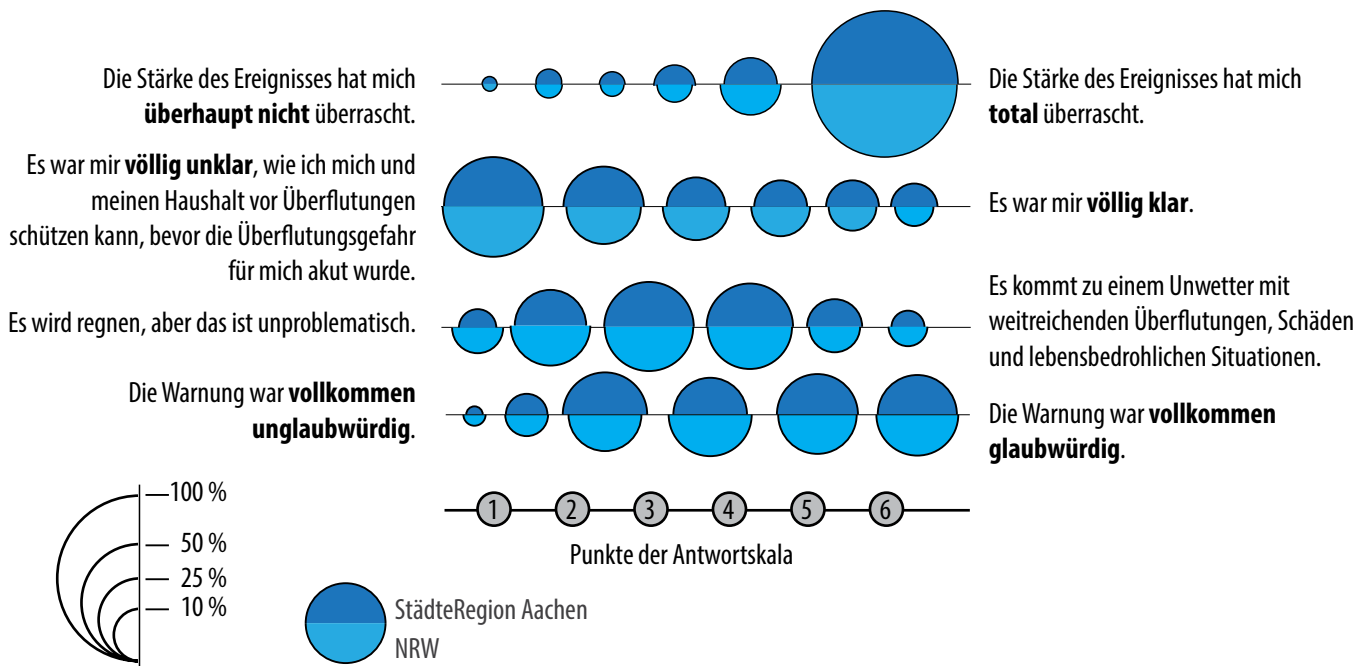 Die Stärke des Ereignisses hat mich
überhaupt nicht überrascht.
Die Stärke des Ereignisses hat mich
total überrascht.
Es war mir völlig unklar, wie ich mich und
meinen Haushalt vor Überflutungen
schützen kann, bevor die Überflutungsgefahr
für mich akut wurde.
Es war mir völlig klar.
Es wird regnen, aber das ist unproblematisch.
Es kommt zu einem Unwetter mit
weitreichenden Überflutungen, Schäden
und lebensbedrohlichen Situationen.
Die Warnung war vollkommen
unglaubwürdig.
Die Warnung war vollkommen
glaubwürdig.
1 2 3 4 5 6
Punkte der Antwortskala
100 %
50 %
25 %
10 %
StädteRegion Aachen
NRW